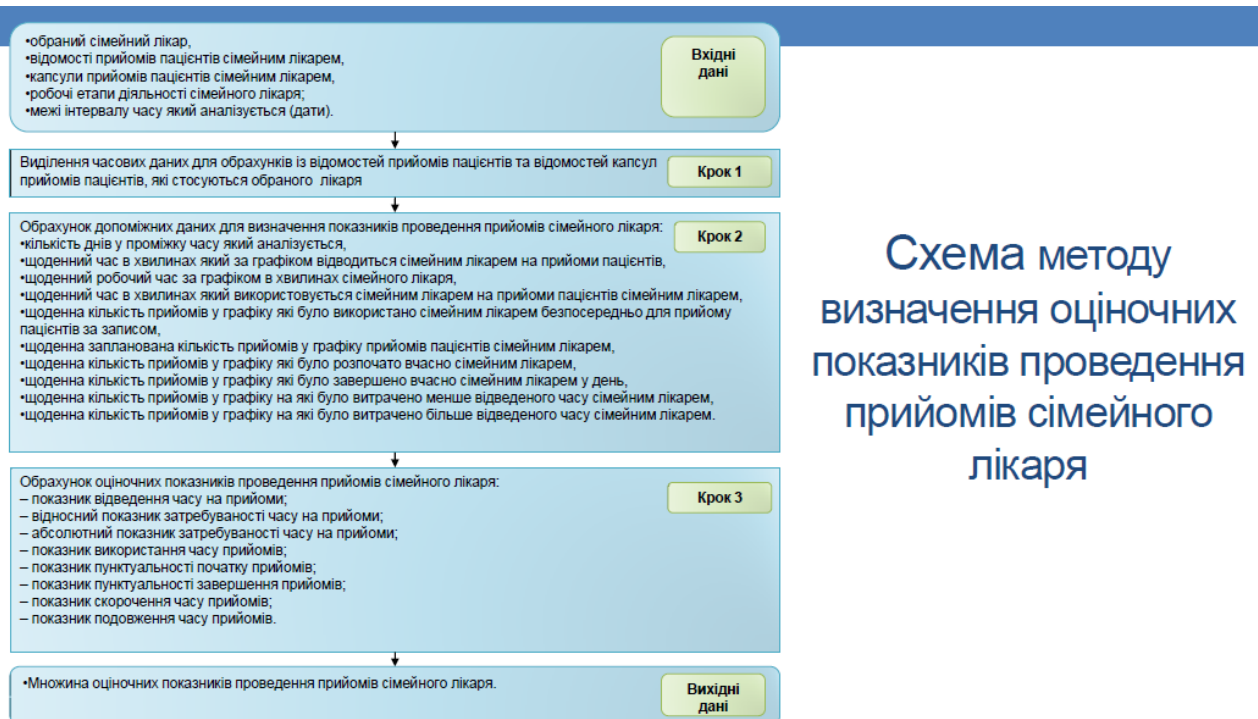 •обраний сімейний лікар,
•відомості прийомів пацієнтів сімейним лікарем,
•капсули прийомів пацієнтів сімейним лікарем,
•робочі етапи діяльності сімейного лікаря;
•межі інтервалу часу який аналізується (дати).
Вхідні
дані
Виділення часових даних для обрахунків із відомостей прийомів пацієнтів та відомостей капсул
прийомів пацієнтів, які стосуються обраного лікаря
Крок 1
Обрахунок допоміжних даних для визначення показників проведення прийомів сімейного лікаря:
•кількість днів у проміжку часу який аналізується,
•щоденний час в хвилинах який за графіком відводиться сімейним лікарем на прийоми пацієнтів,
•щоденний робочий час за графіком в хвилинах сімейного лікаря,
•щоденний час в хвилинах який використовується сімейним лікарем на прийоми пацієнтів сімейним лікарем,
•щоденна кількість прийомів у графіку які було використано сімейним лікарем безпосередньо для прийому
пацієнтів за записом,
•щоденна запланована кількість прийомів у графіку прийомів пацієнтів сімейним лікарем,
•щоденна кількість прийомів у графіку які було розпочато вчасно сімейним лікарем,
•щоденна кількість прийомів у графіку які було завершено вчасно сімейним лікарем у день,
•щоденна кількість прийомів у графіку на які було витрачено менше відведеного часу сімейним лікарем,
•щоденна кількість прийомів у графіку на які було витрачено більше відведеного часу сімейним лікарем.
Крок 2
Обрахунок оціночних показників проведення прийомів сімейного лікаря:
– показник відведення часу на прийоми;
– відносний показник затребуваності часу на прийоми;
– абсолютний показник затребуваності часу на прийоми;
– показник використання часу прийомів;
– показник пунктуальності початку прийомів;
– показник пунктуальності завершення прийомів;
– показник скорочення часу прийомів;
– показник подовження часу прийомів.
Крок 3
•Множина оціночних показників проведення прийомів сімейного лікаря.
Вихідні
дані
Схема методу
визначення оціночних
показників проведення
прийомів сімейного
лікаря